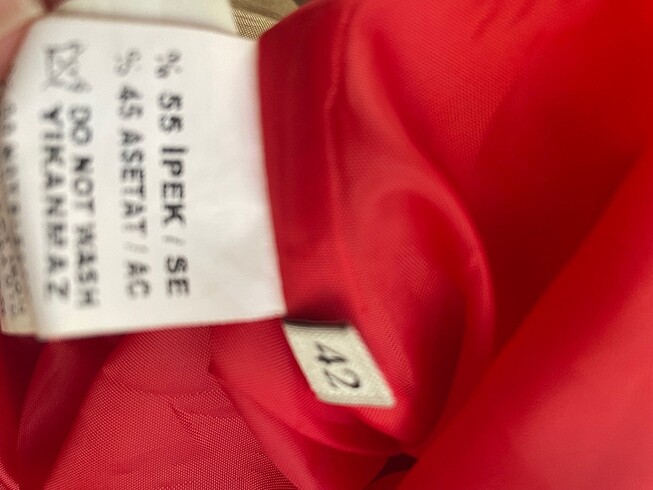 % 55 İPEK / SE
% 45 ASETAT / AC
DO NOT WASH
YIKANMAZ
42